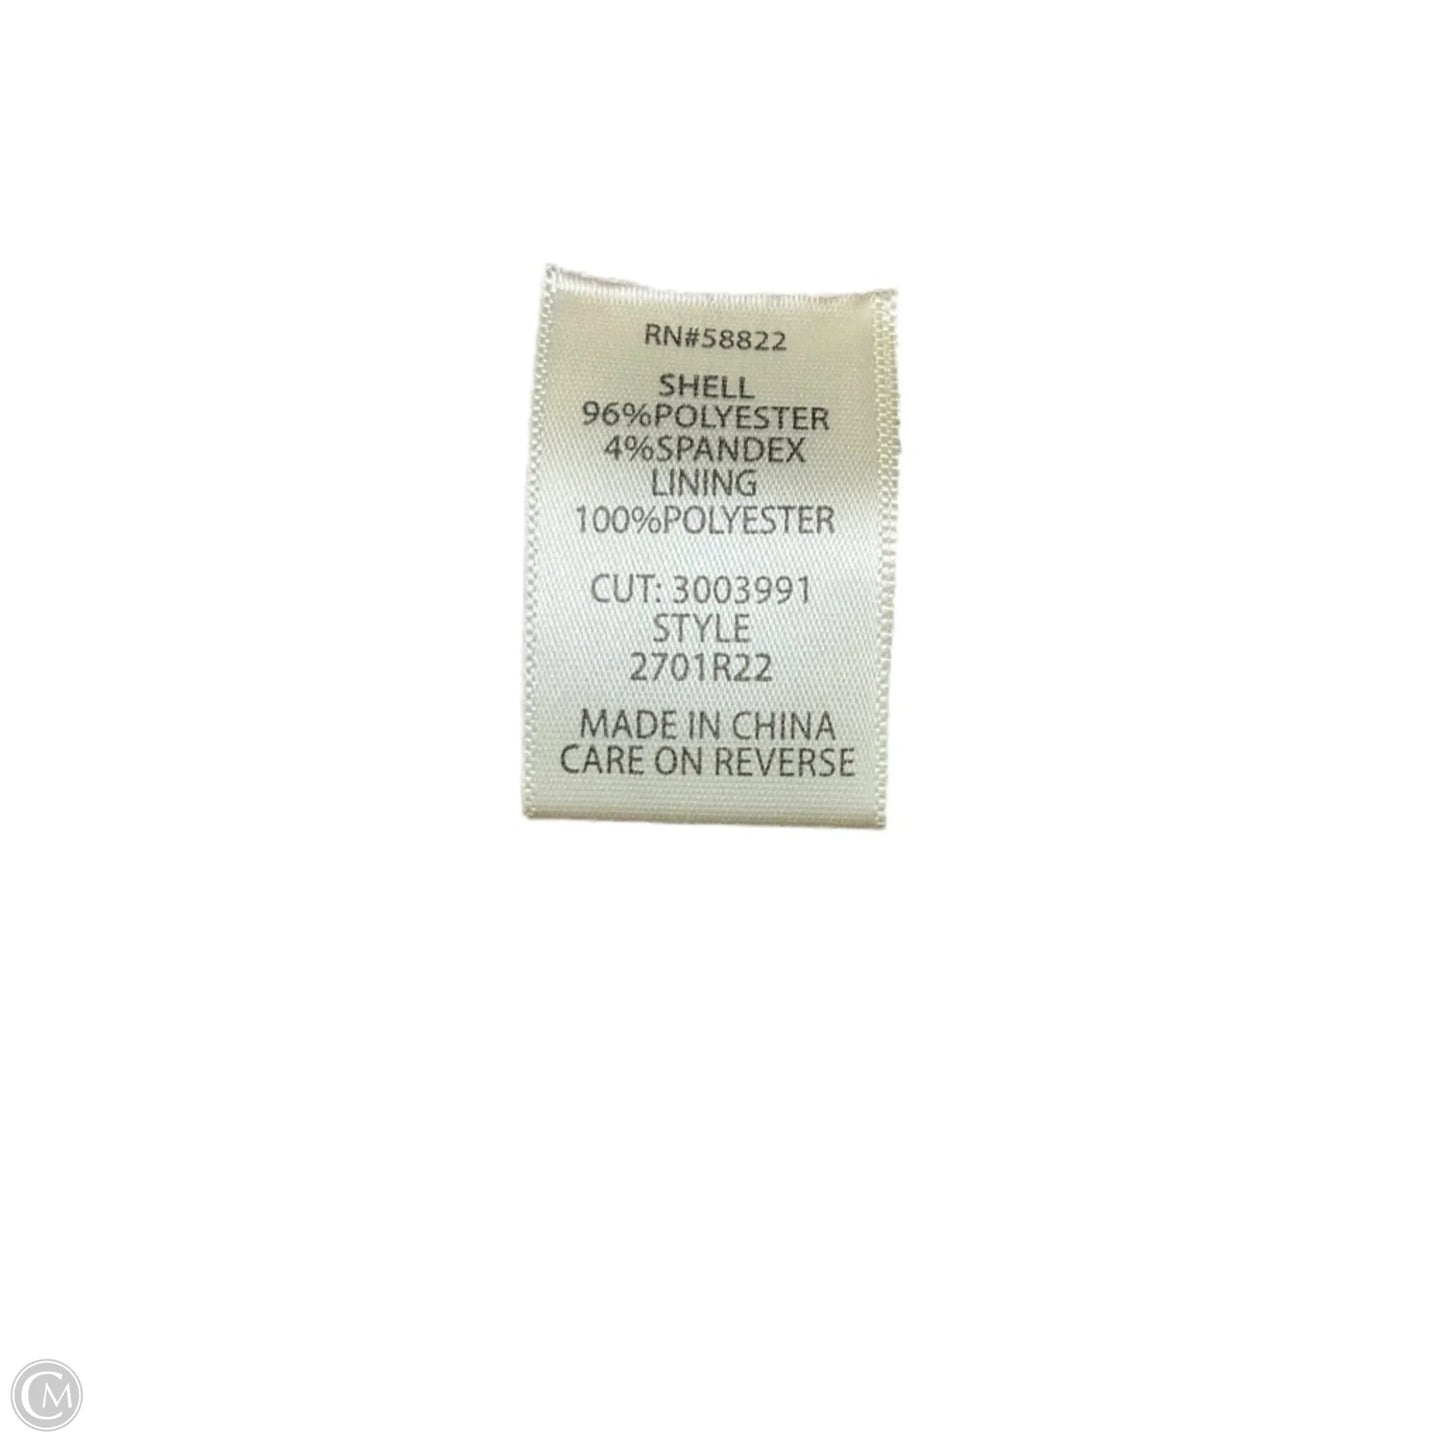 RN#58822
SHELL
96%POLYESTER
4%SPANDEX
LINING
100%POLYESTER
CUT: 3003991
STYLE
2701R22
MADE IN CHINA
CARE ON REVERSE
CM